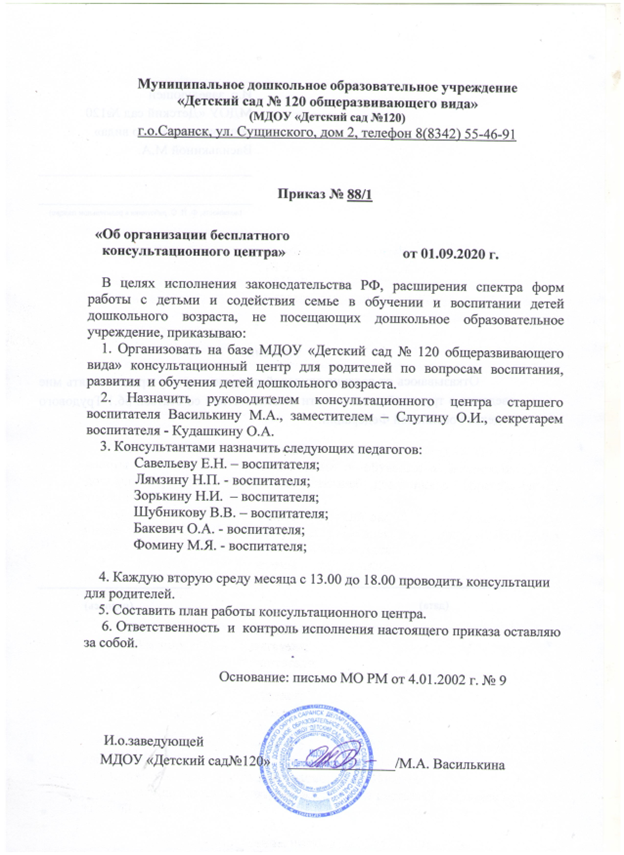 Муниципальное дошкольное образовательное учреждение
«Детский сад № 120 общеразвивающего вида»
(МДОУ «Детский сад №120)
г.о.Саранск, ул. Сущинского, дом 2, телефон 8(8342) 55-46-91
Приказ № 88/1
«Об организации бесплатного
консультационного центра» от 01.09.2020 г.
В целях исполнения законодательства РФ, расширения спектра форм
работы с детьми и содействия семье в обучении и воспитании детей
дошкольного возраста, не посещающих дошкольное образовательное
учреждение, приказываю:
1. Организовать на базе МДОУ «Детский сад № 120 общеразвивающего
вида» консультационный центр для родителей по вопросам воспитания,
развития и обучения детей дошкольного возраста.
2. Назначить руководителем консультационного центра старшего
воспитателя Василькину М.А., заместителем – Слугину О.И., секретарем
воспитателя - Кудашкину О.А.
3. Консультантами назначить следующих педагогов:
Савельеву Е.Н. – воспитателя;
Лямзину Н.П. - воспитателя;
Зорькину Н.И. – воспитателя;
Шубникову В.В. – воспитателя;
Бакевич О.А. - воспитателя;
Фомину М.Я. - воспитателя;
4. Каждую вторую среду месяца с 13.00 до 18.00 проводить консультации
для родителей.
5. Составить план работы консультационного центра.
6. Ответственность и контроль исполнения настоящего приказа оставляю
за собой.
Основание: письмо МО РМ от 4.01.2002 г. № 9
И.о.заведующей
МДОУ «Детский сад№120» /М.А. Василькина